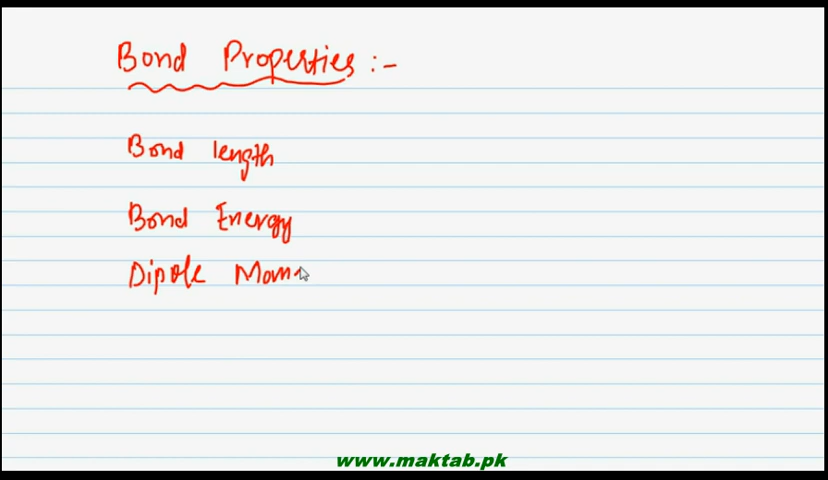 Bond Properties :-
Bond length
Bond Energy
Dipole Mom
www.maktab.pk